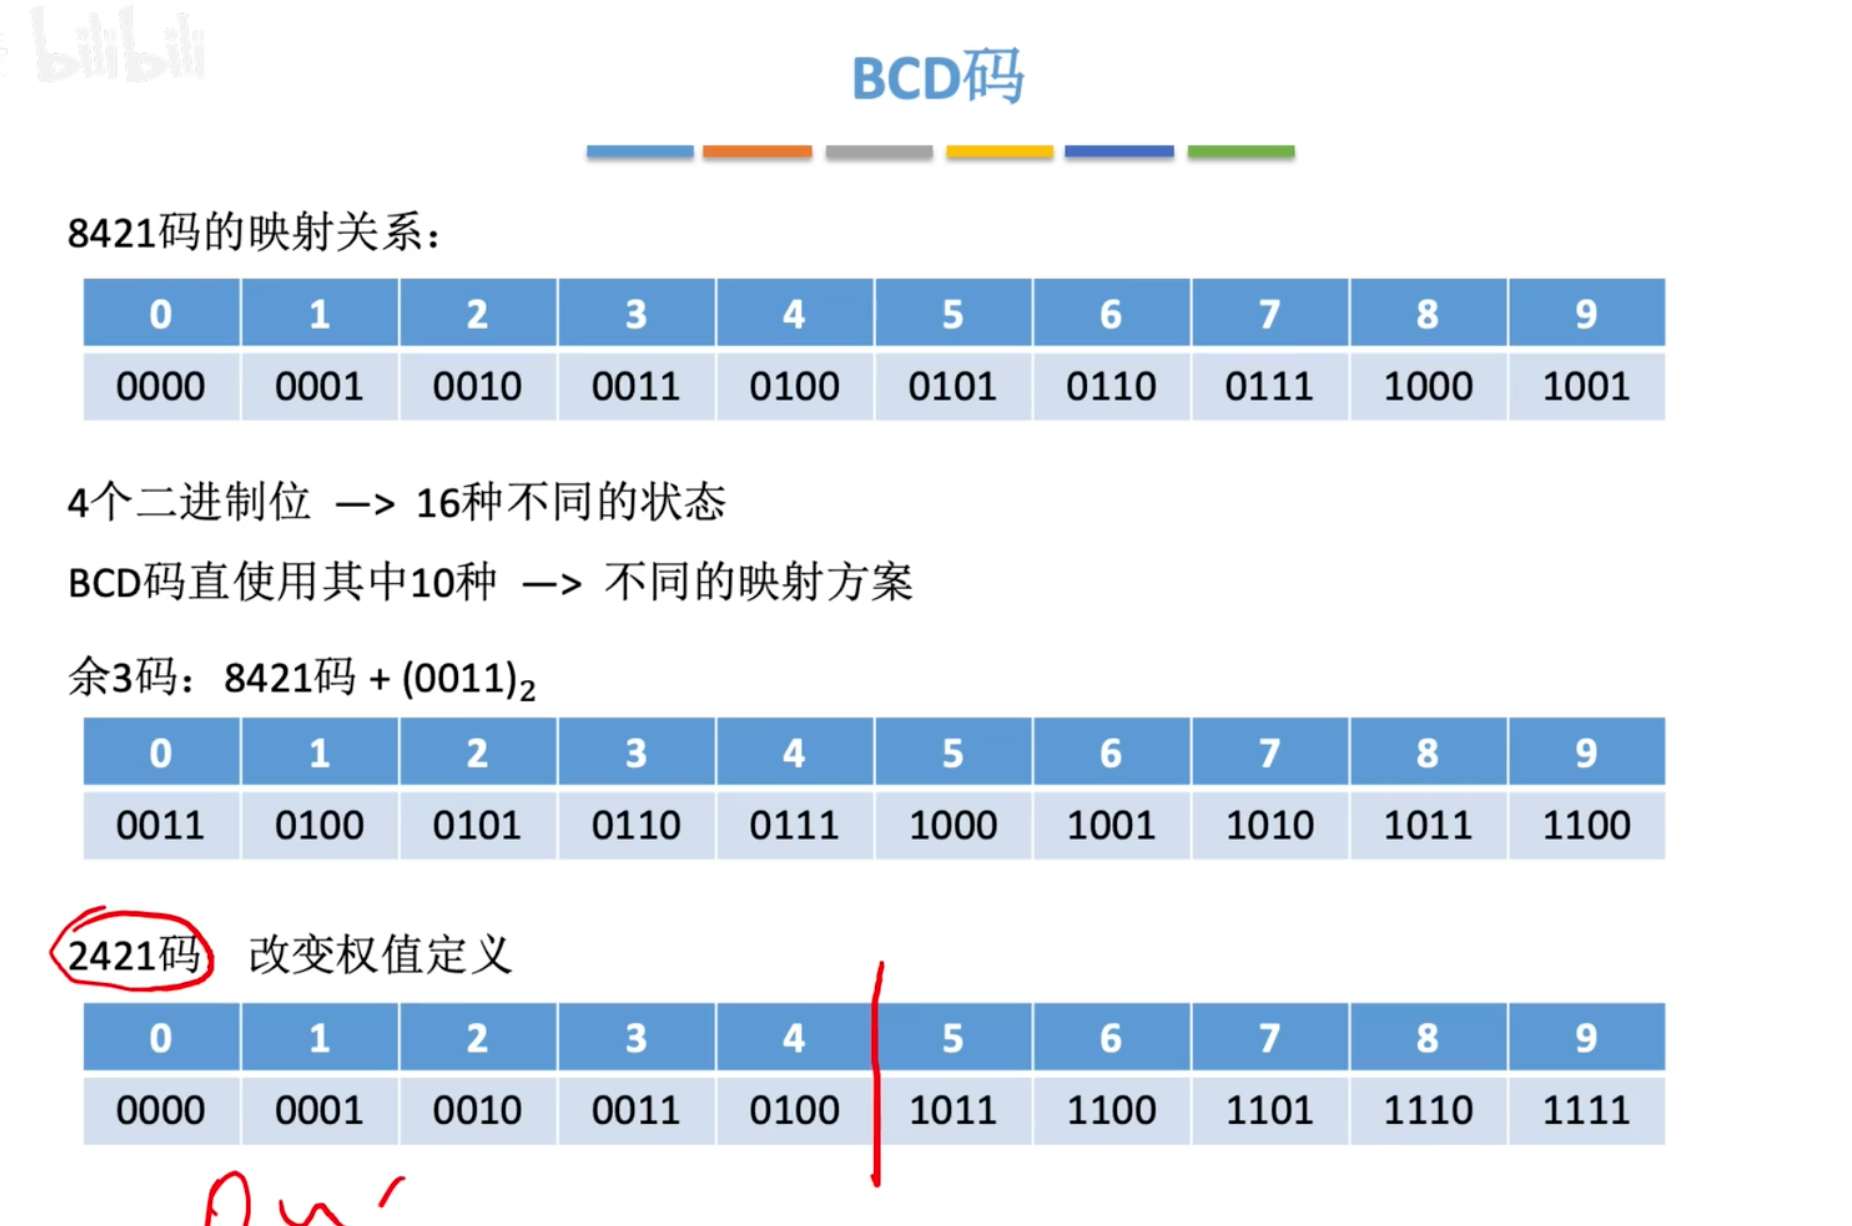 bilibili
BCD码
8421码的映射关系：
0 1 2 3 4 5 6 7 8 9
0000 0001 0010 0011 0100 0101 0110 0111 1000 1001
4个二进制位 —> 16种不同的状态
BCD码直使用其中10种 —> 不同的映射方案
余3码：8421码 + (0011)₂
0 1 2 3 4 5 6 7 8 9
0011 0100 0101 0110 0111 1000 1001 1010 1011 1100
2421码 改变权值定义
0 1 2 3 4 5 6 7 8 9
0000 0001 0010 0011 0100 1011 1100 1101 1110 1111